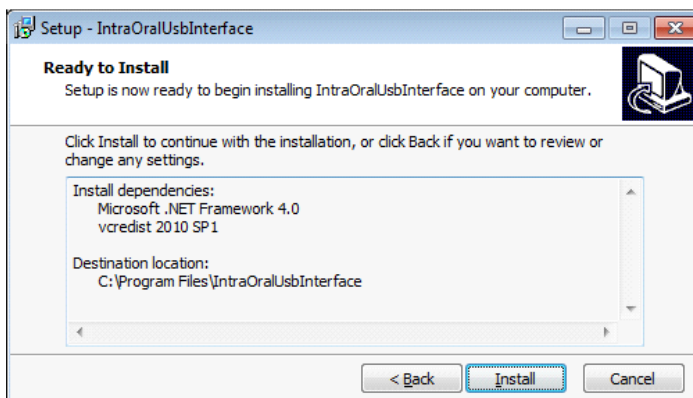 Setup - IntraOralUsbInterface
Ready to Install
Setup is now ready to begin installing IntraOralUsbInterface on your computer.
Click Install to continue with the installation, or click Back if you want to review or
change any settings.
Install dependencies:
Microsoft .NET Framework 4.0
vcredist 2010 SP1
Destination location:
C:\Program Files\IntraOralUsbInterface
< Back
Install
Cancel